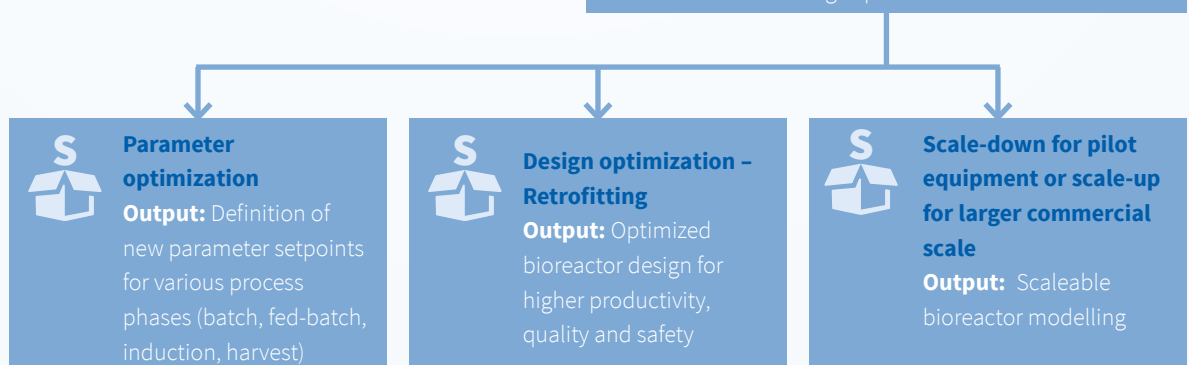 S
Parameter
optimization
Output: Definition of
new parameter setpoints
for various process
phases (batch, fed-batch,
induction, harvest)
S
Design optimization –
Retrofitting
Output: Optimized
bioreactor design for
higher productivity,
quality and safety
S
Scale-down for pilot
equipment or scale-up
for larger commercial
scale
Output: Scaleable
bioreactor modelling